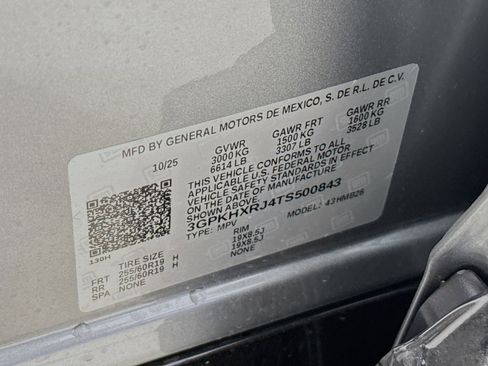 MFD BY GENERAL MOTORS DE MEXICO, S. DE R.L. DE C.V.
10/25 GVWR GAWR FRT GAWR RR
3000 KG 1500 KG 1600 KG
6614 LB 3307 LB 3528 LB
THIS VEHICLE CONFORMS TO ALL
APPLICABLE U.S. FEDERAL MOTOR
VEHICLE SAFETY STANDARDS IN EFFECT
ON THE DATE OF MANUFACTURE
SHOWN ABOVE.
3GPKHXRJ4TS500843
TYPE: MPV MODEL: 43HMB26
139H
TIRE SIZE RIM
FRT 255/60R19 H 19X8.5J
RR 255/60R19 H 19X8.5J
SPA NONE NONE